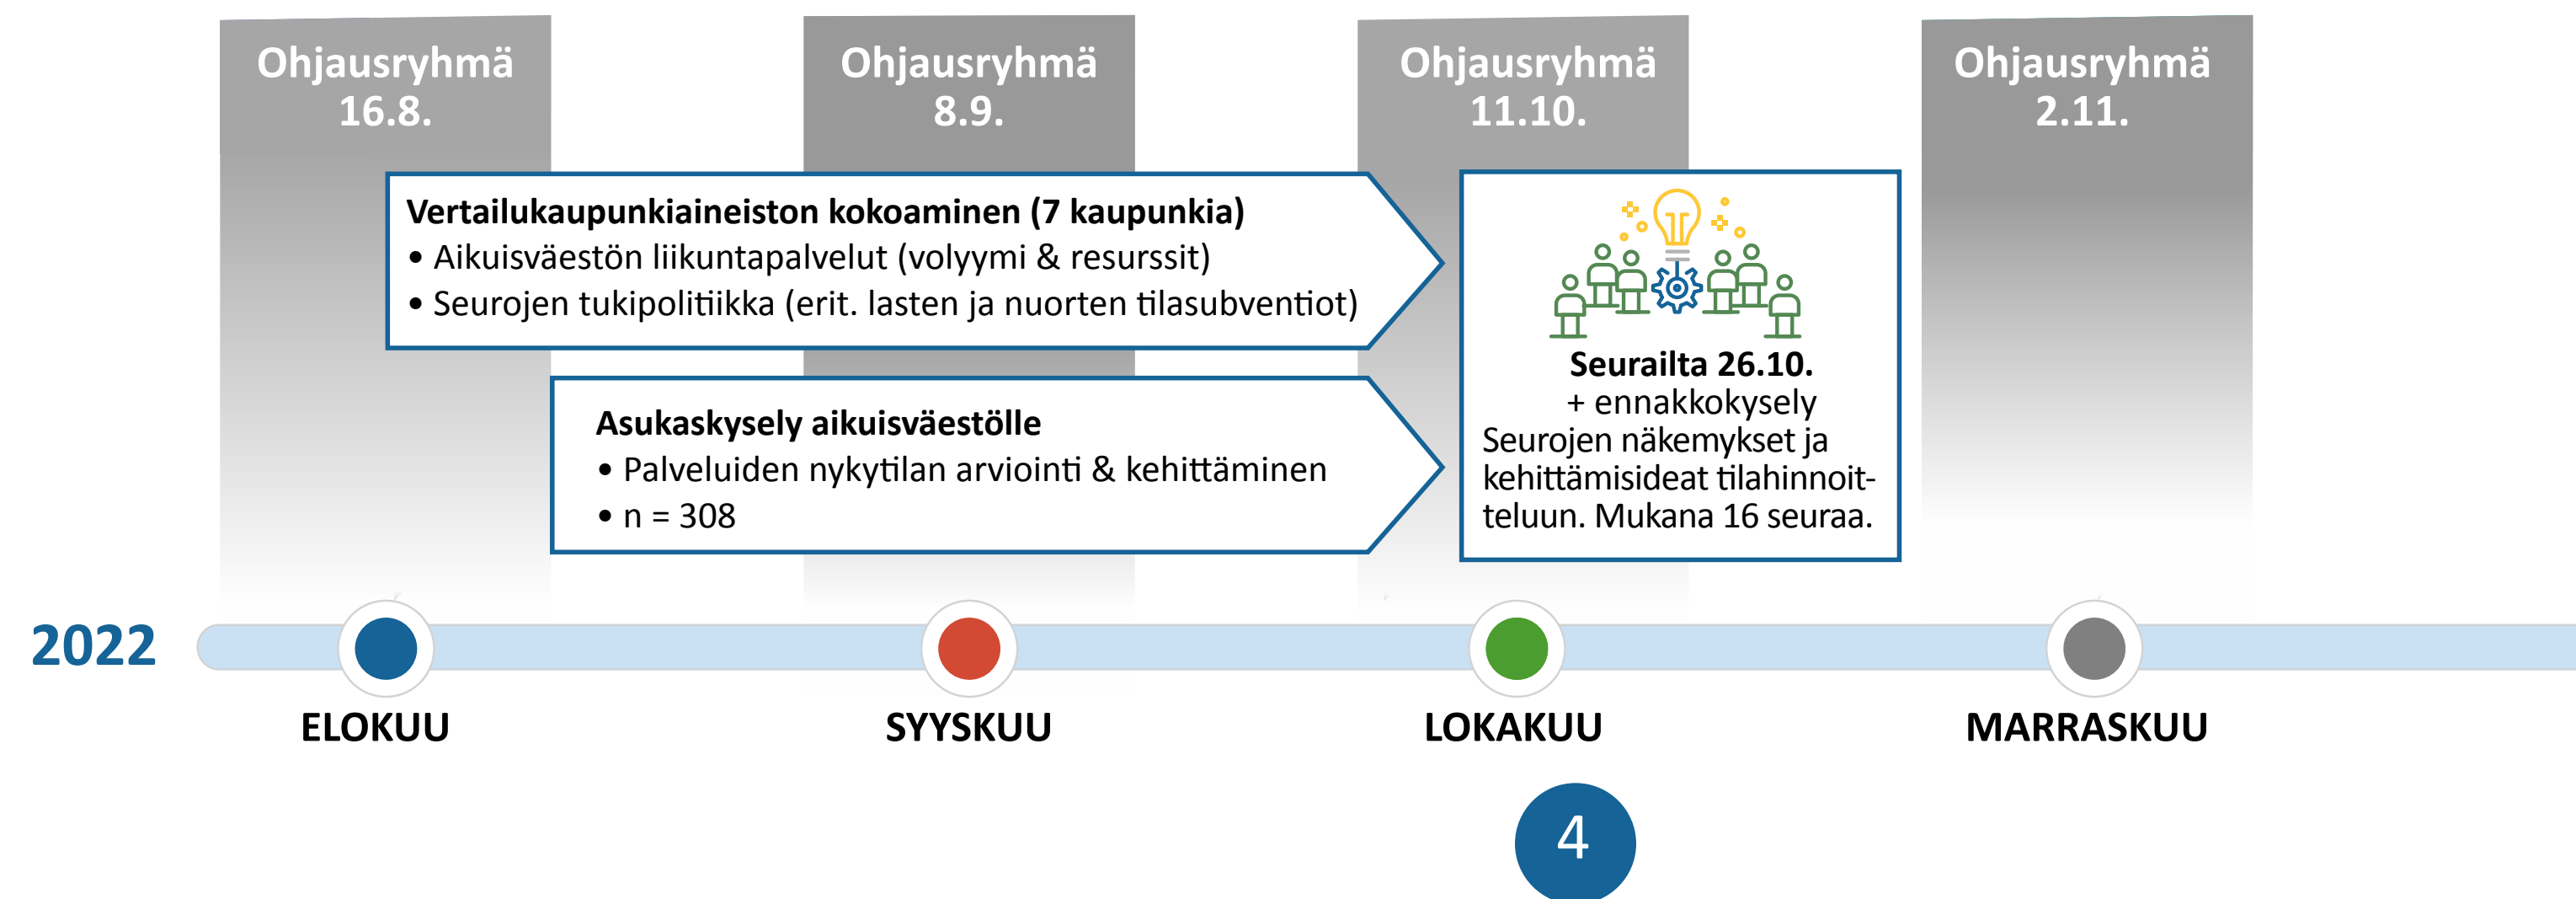 Ohjausryhmä
16.8.
Ohjausryhmä
8.9.
Ohjausryhmä
11.10.
Ohjausryhmä
2.11.
Vertailukaupunkiaineiston kokoaminen (7 kaupunkia)
• Aikuisväestön liikuntapalvelut (volyymi & resurssit)
• Seurojen tukipolitiikka (erit. lasten ja nuorten tilasubventiot)
Asukaskysely aikuisväestölle
• Palveluiden nykytilan arviointi & kehittäminen
• n = 308
Seurailta 26.10.
+ ennakkokysely
Seurojen näkemykset ja
kehittämisideat tilahinnoit-
teluun. Mukana 16 seuraa.
2022
ELOKUU
SYYSKUU
LOKAKUU
MARRASKUU
4